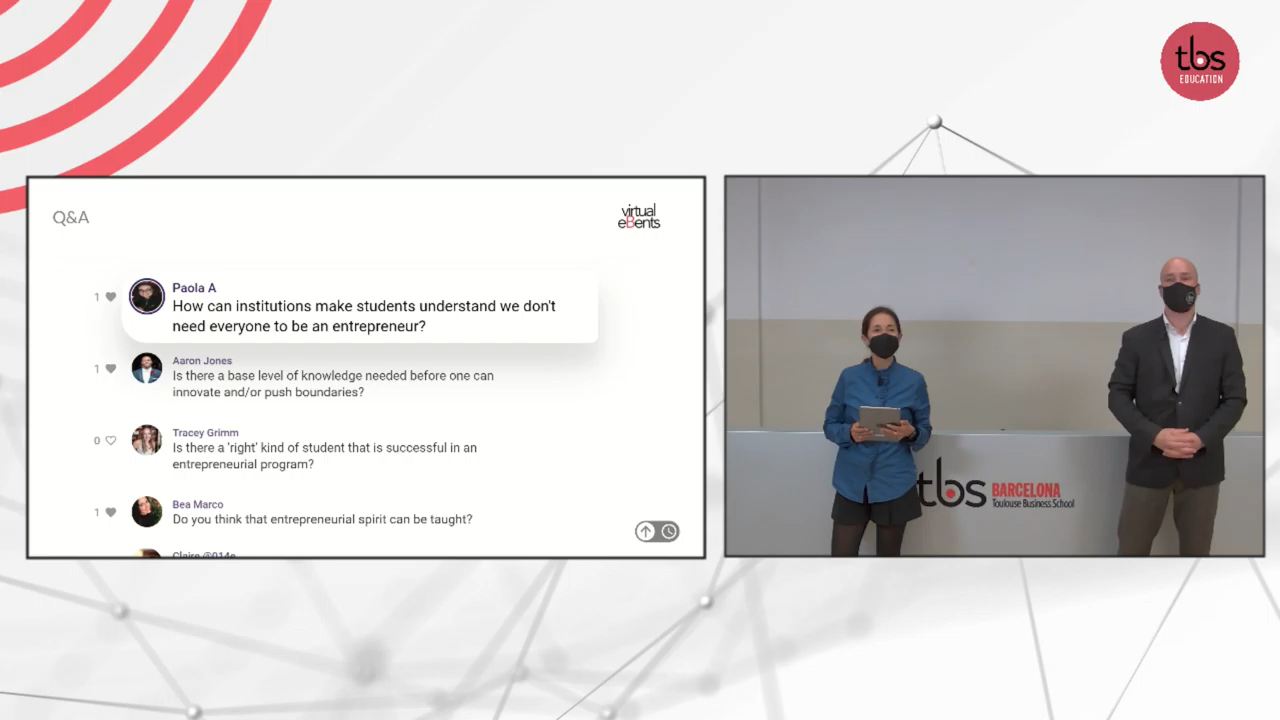 tbs
EDUCATION
Q&A
virtual
eBents
1
Paola A
How can institutions make students understand we don't
need everyone to be an entrepreneur?
1
Aaron Jones
Is there a base level of knowledge needed before one can
innovate and/or push boundaries?
0
Tracey Grimm
Is there a 'right' kind of student that is successful in an
entrepreneurial program?
1
Bea Marco
Do you think that entrepreneurial spirit can be taught?
Claire @014e
tbs BARCELONA
Toulouse Business School